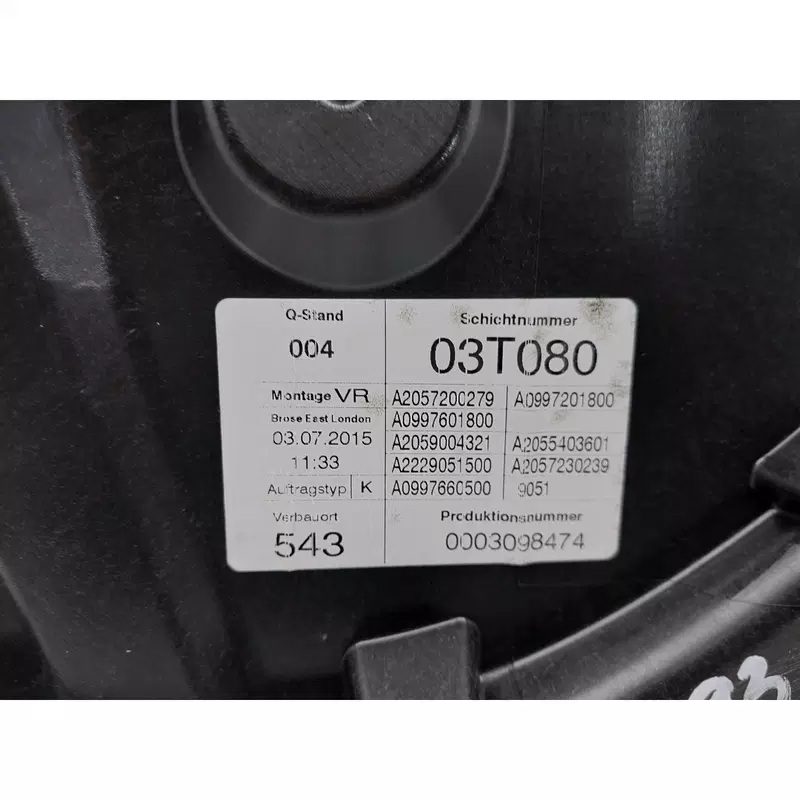 Q-Stand
004
Schichtnummer
03T080
Montage VR
Brose East London
03.07.2015
11:33
Auftragstyp K
A2057200279 A0997201800
A0997601800
A2059004321 A2055403601
A2229051500 A2057230239
A0997660500 9051
Verbauort
543
Produktionsnummer
0003098474
93